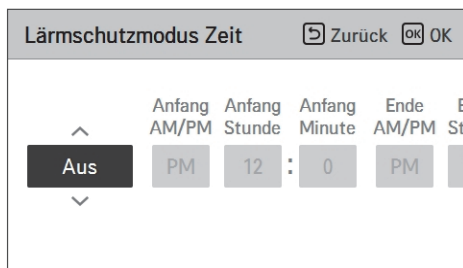 Lärmschutzmodus Zeit Zurück OK OK
Anfang Anfang Anfang Ende
AM/PM Stunde Minute AM/PM
Aus PM 12 : 0 PM